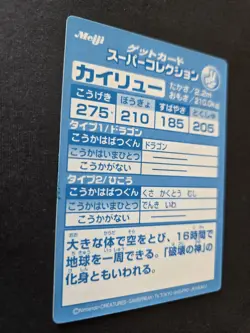 Meiji
ゲットカード
スーパーコレクション
カイリュー
たかさ/2.2m
おもさ/210.0kg
こうげき ぼうぎょ すばやさ とくしゅ
275 210 185 205
タイプ1/ドラゴン
こうかはばつぐん ドラゴン
こうかはいまひとつ
こうかがない
タイプ2/ひこう
こうかはばつぐん くさ かくとう むし
こうかはいまひとつ でんき いわ
こうかがない
大きな体で空をとび、16時間で
地球を一周できる。「破壊の神」の
化身ともいわれる。